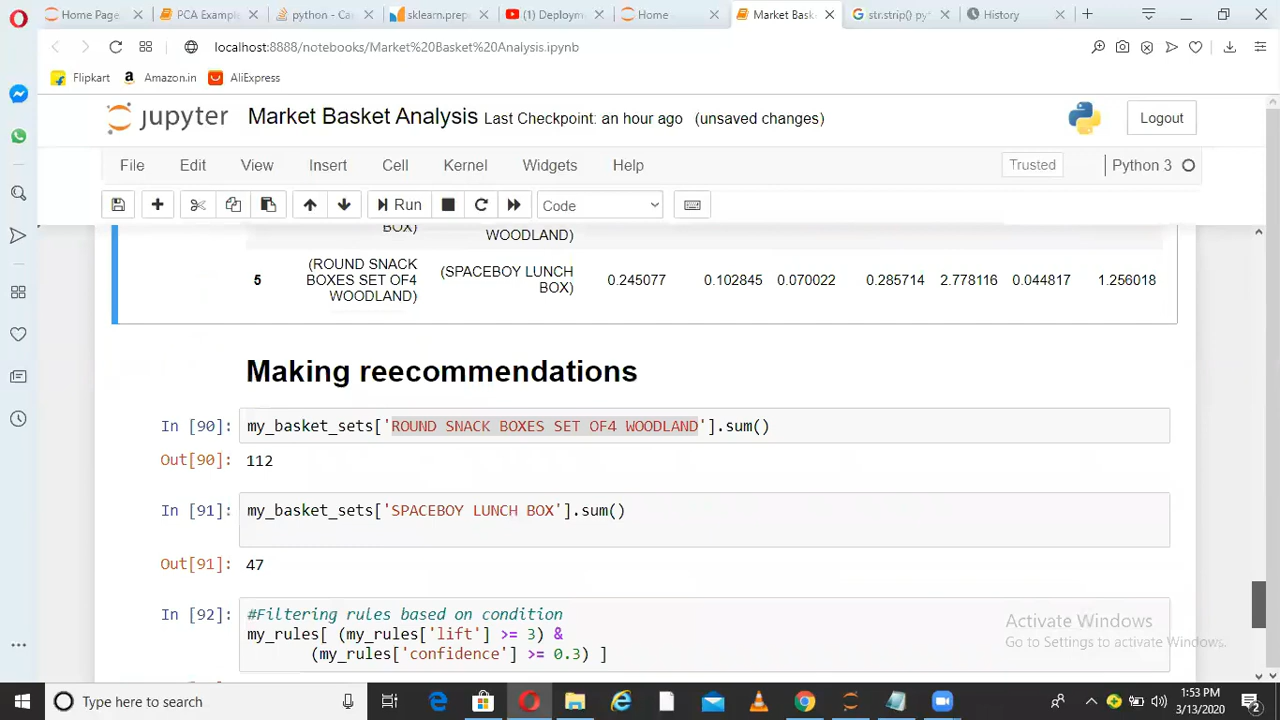 Home Page
PCA Example
python - Ca
sklearn.prep
(1) Deploym
Home
Market Bask
str.strip() py
History
localhost:8888/notebooks/Market%20Basket%20Analysis.ipynb
Flipkart
Amazon.in
AliExpress
jupyter Market Basket Analysis Last Checkpoint: an hour ago (unsaved changes)
Logout
File Edit View Insert Cell Kernel Widgets Help
Trusted
Python 3
Run
Code
BOX)
WOODLAND)
5 (ROUND SNACK BOXES SET OF4 WOODLAND) (SPACEBOY LUNCH BOX) 0.245077 0.102845 0.070022 0.285714 2.778116 0.044817 1.256018
Making reecommendations
In [90]: my_basket_sets['ROUND SNACK BOXES SET OF4 WOODLAND'].sum()
Out[90]: 112
In [91]: my_basket_sets['SPACEBOY LUNCH BOX'].sum()
Out[91]: 47
In [92]: #Filtering rules based on condition
my_rules[ (my_rules['lift'] >= 3) &
(my_rules['confidence'] >= 0.3) ]
Activate Windows
Go to Settings to activate Windows.
Type here to search
1:53 PM
3/13/2020
2